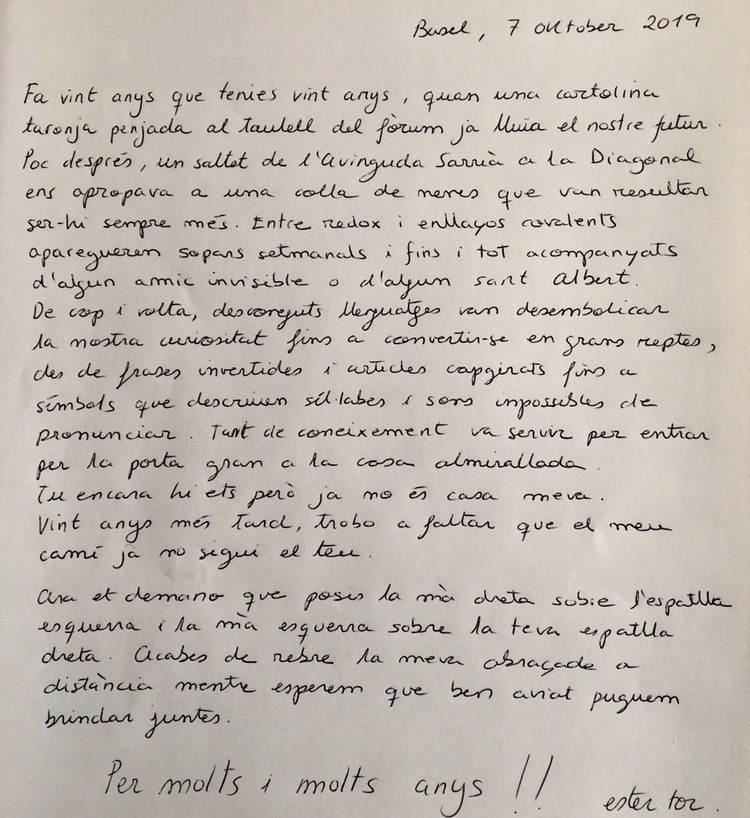 Basel, 7 Oktober 2019
Fa vint anys que tenies vint anys, quan una cartolina
taronja penjada al taulell del fòrum ja lluïa el nostre futur.
Poc després, un saltet de l'Avinguda Sarrià a la Diagonal
ens apropava a una colla de nenes que van resultar
ser-hi sempre més. Entre redox i enllaços covalents
aparegueren sopars setmanals i fins i tot acompanyats
d'algun amic invisible o d'algun sant Albert.
De cop i volta, desconeguts llenguatges van desembolicar
la nostra curiositat fins a convertir-se en grans reptes,
des de frases invertides i articles capgirats fins a
símbols que descriuen síl·labes i sons impossibles de
pronunciar. Tant de coneixement va servir per entrar
per la porta gran a la casa almirallada.
Tu encara hi ets però ja no és casa meva.
Vint anys més tard, trobo a faltar que el meu
camí ja no sigui el teu.
Ara et demano que posis la mà dreta sobre l'espatlla
esquerra i la mà esquerra sobre la teva espatlla
dreta. Acabes de rebre la meva abraçada a
distància mentre esperem que ben aviat puguem
brindar juntes.
Per molts i molts anys !!
ester tor.